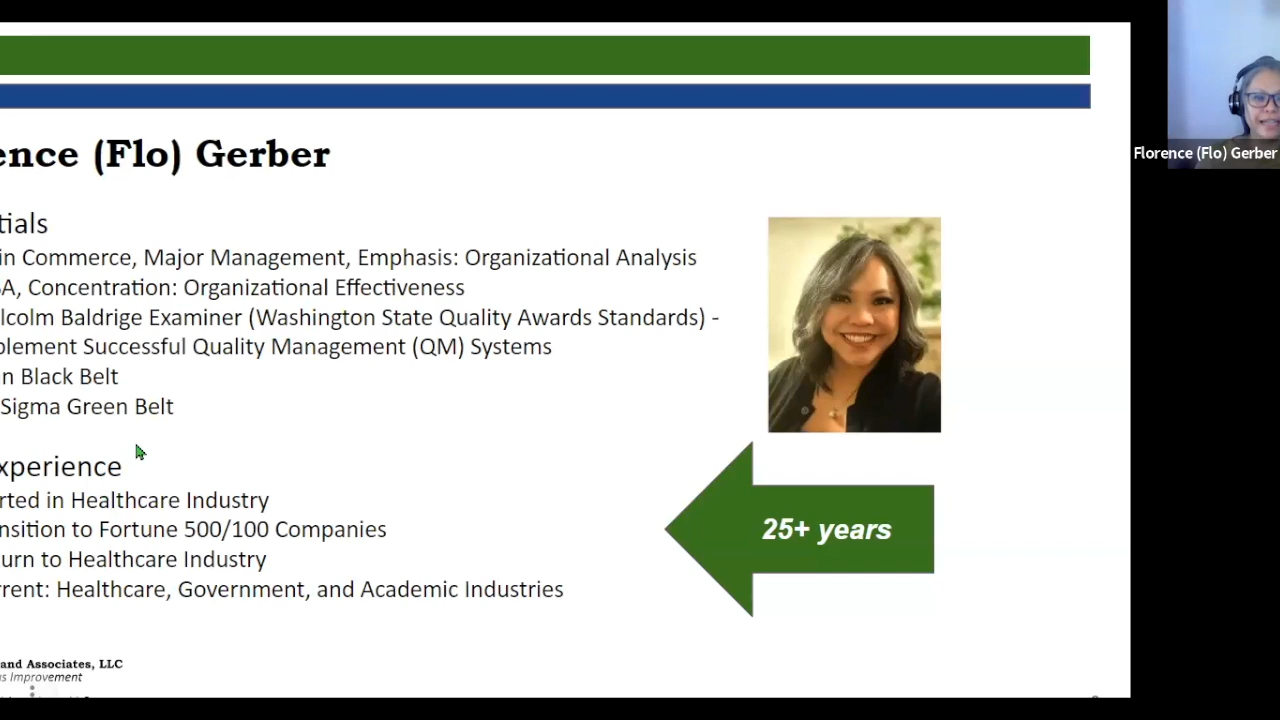 ence (Flo) Gerber
Florence (Flo) Gerber
tials
in Commerce, Major Management, Emphasis: Organizational Analysis
A, Concentration: Organizational Effectiveness
lcolm Baldrige Examiner (Washington State Quality Awards Standards) -
plement Successful Quality Management (QM) Systems
n Black Belt
Sigma Green Belt
xperience
rted in Healthcare Industry
nsition to Fortune 500/100 Companies
25+ years
urn to Healthcare Industry
rrent: Healthcare, Government, and Academic Industries
and Associates, LLC
s Improvement